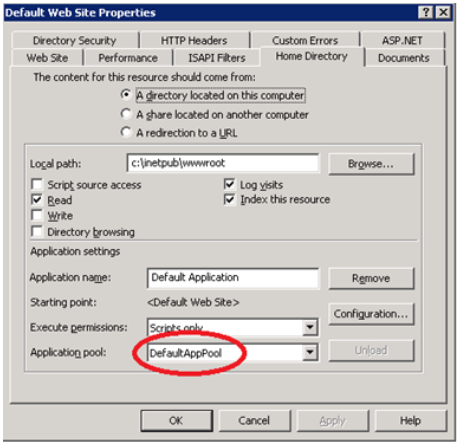 Default Web Site Properties
? X
Directory Security
HTTP Headers
Custom Errors
ASP.NET
Web Site
Performance
ISAPI Filters
Home Directory
Documents
The content for this resource should come from:
A directory located on this computer
A share located on another computer
A redirection to a URL
Local path:
c:\inetpub\wwwroot
Browse...
Script source access
Log visits
Read
Index this resource
Write
Directory browsing
Application settings
Application name:
Default Application
Remove
Starting point:
<Default Web Site>
Configuration...
Execute permissions:
Scripts only
Application pool:
DefaultAppPool
Unload
OK
Cancel
Apply
Help